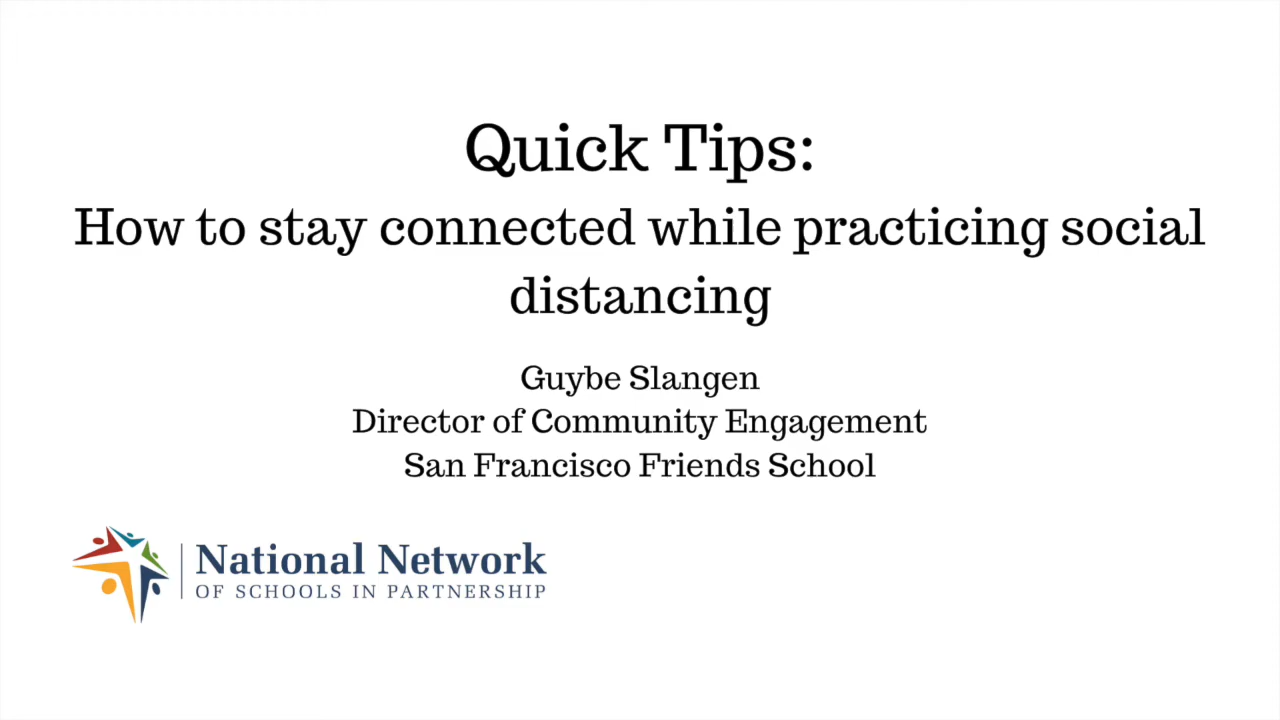 Quick Tips:
How to stay connected while practicing social
distancing
Guybe Slangen
Director of Community Engagement
San Francisco Friends School
National Network
OF SCHOOLS IN PARTNERSHIP